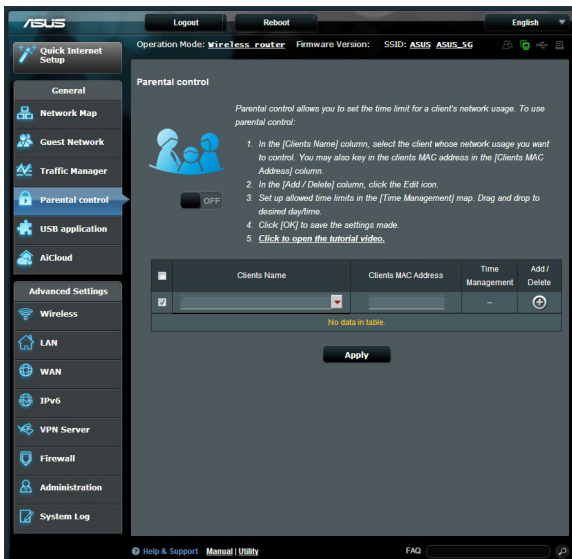 ASUS
Logout
Reboot
English
Quick Internet
Setup
Operation Mode: Wireless router Firmware Version: SSID: ASUS ASUS_5G
General
Network Map
Guest Network
Traffic Manager
Parental control
USB application
AiCloud
Advanced Settings
Wireless
LAN
WAN
IPv6
VPN Server
Firewall
Administration
System Log
Parental control
Parental control allows you to set the time limit for a client's network usage. To use
parental control:
1. In the [Clients Name] column, select the client whose network usage you want
to control. You may also key in the clients MAC address in the [Clients MAC
Address] column.
2. In the [Add / Delete] column, click the Edit icon.
3. Set up allowed time limits in the [Time Management] map. Drag and drop to
desired day/time.
4. Click [OK] to save the settings made.
5. Click to open the tutorial video.
OFF
Clients Name
Clients MAC Address
Time
Management
Add /
Delete
--
No data in table.
Apply
Help & Support Manual | Utility
FAQ